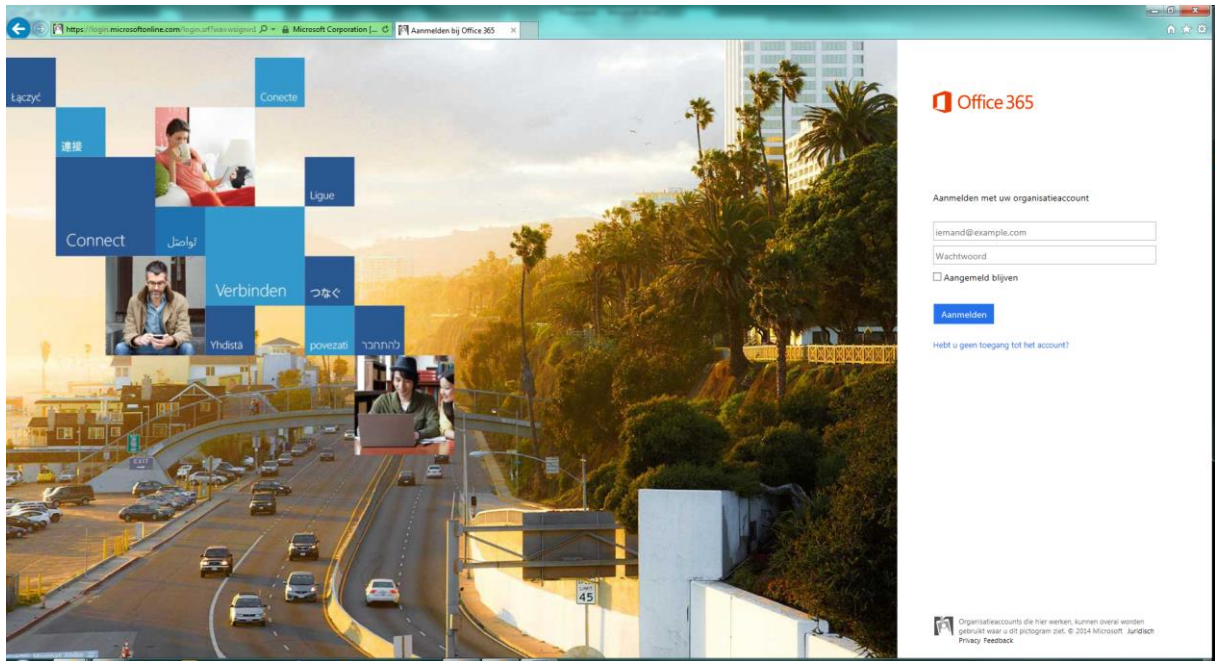 https://login.microsoftonline.com/login.srf?wa=wsignin1
Microsoft Corporation [...
Aanmelden bij Office 365
Łączyć
Conecte
連接
Ligue
Connect
تواصل
Verbinden
つなぐ
Yhdistä
povezati
להתחבר
EXIT
LIMIT
45
Office 365
Aanmelden met uw organisatieaccount
iemand@example.com
Wachtwoord
Aangemeld blijven
Aanmelden
Hebt u geen toegang tot het account?
Organisatieaccounts die hier werken, kunnen overal worden
gebruikt waar u dit pictogram ziet. © 2014 Microsoft Juridisch
Privacy Feedback